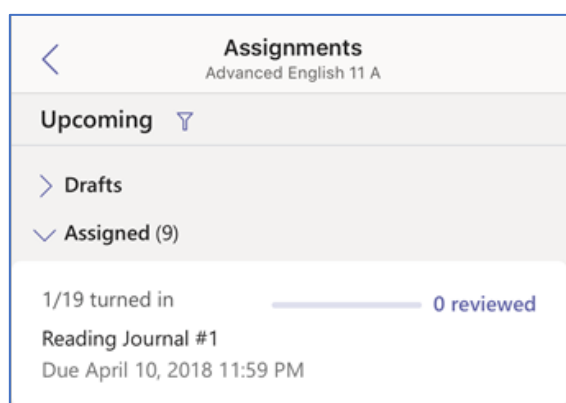 Assignments
Advanced English 11 A
Upcoming
Drafts
Assigned (9)
1/19 turned in 0 reviewed
Reading Journal #1
Due April 10, 2018 11:59 PM